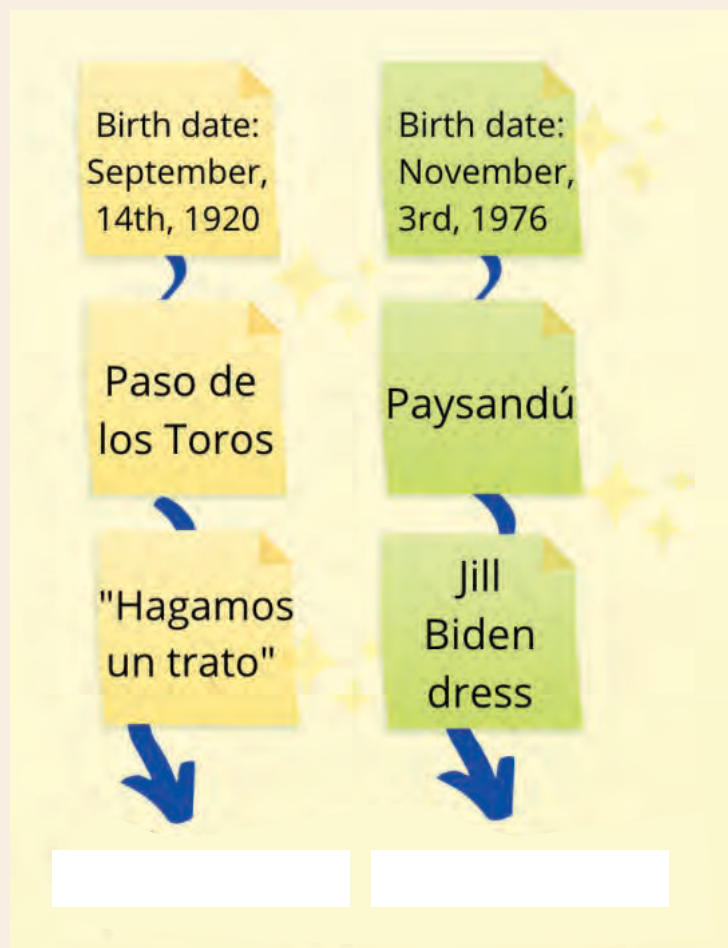 Birth date:
September,
14th, 1920
Paso de
los Toros
"Hagamos
un trato"
Birth date:
November,
3rd, 1976
Paysandú
Jill
Biden
dress